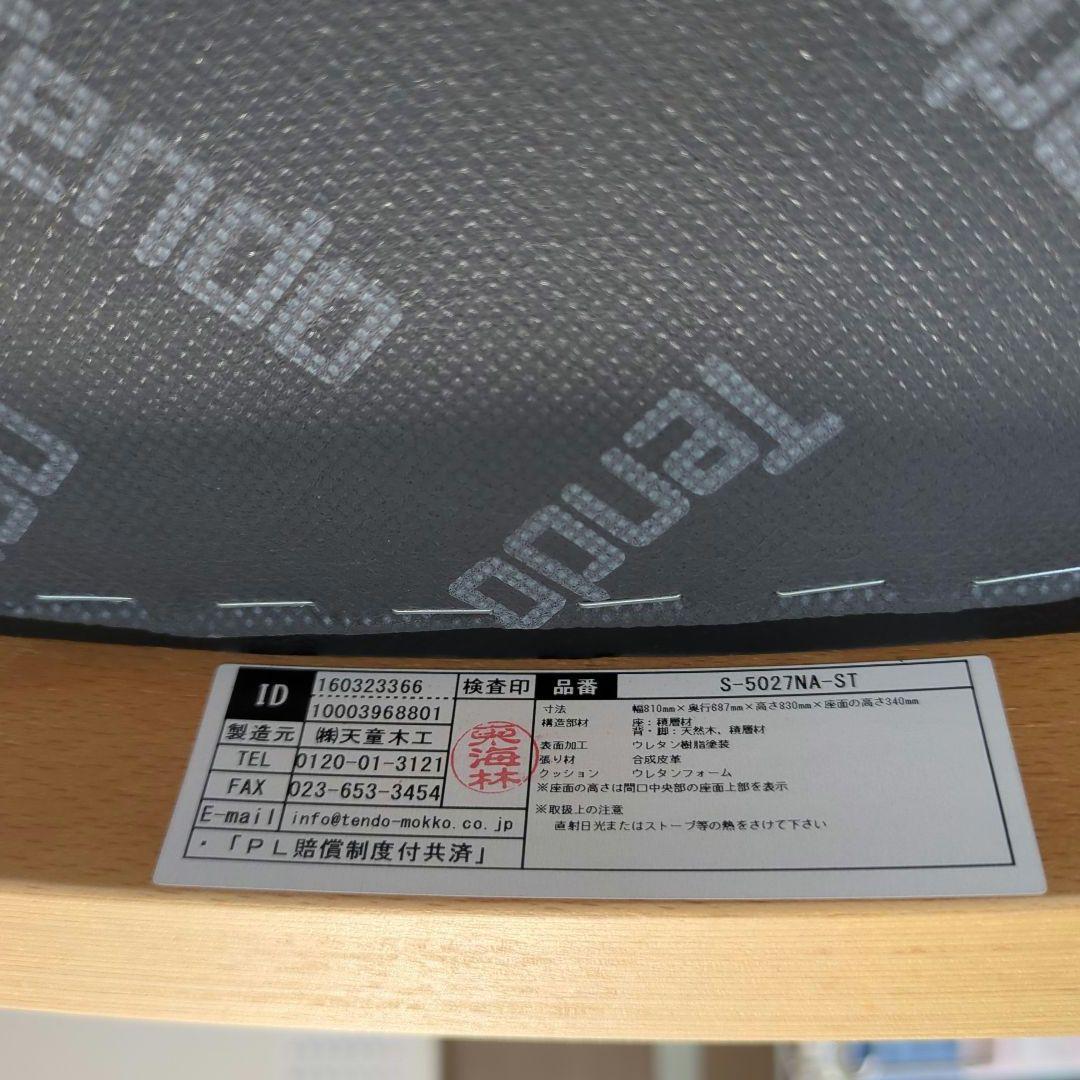 Tendo
Tendo
ID 160323366 検査印
10003968801
製造元 ㈱天童木工
TEL 0120-01-3121
FAX 023-653-3454
東海林
E-mail info@tendo-mokko.co.jp
・「PL賠償制度付共済」
品番 S-5027NA-ST
寸法 幅810mm×奥行687mm×高さ830mm×座面の高さ340mm
構造部材 座：積層材
背・脚：天然木、積層材
表面加工 ウレタン樹脂塗装
張り材 合成皮革
クッション ウレタンフォーム
※座面の高さは間口中央部の座面上部を表示
※取扱上の注意
直射日光またはストーブ等の熱をさけて下さい